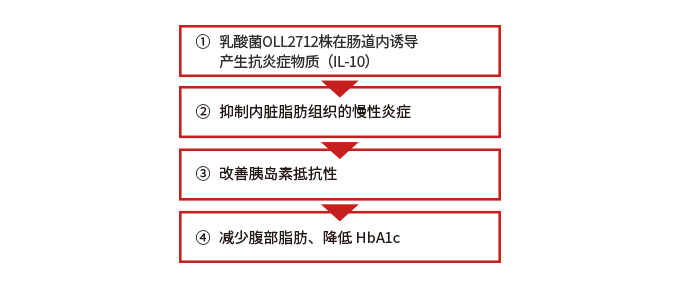 ① 乳酸菌OLL2712株在肠道内诱导
产生抗炎症物质（IL-10）
② 抑制内脏脂肪组织的慢性炎症
③ 改善胰岛素抵抗性
④ 减少腹部脂肪、降低 HbA1c